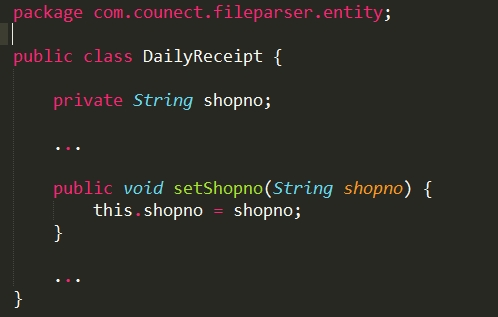 package com.counect.fileparser.entity;
public class DailyReceipt {
private String shopno;
...
public void setShopno(String shopno) {
this.shopno = shopno;
}
...
}